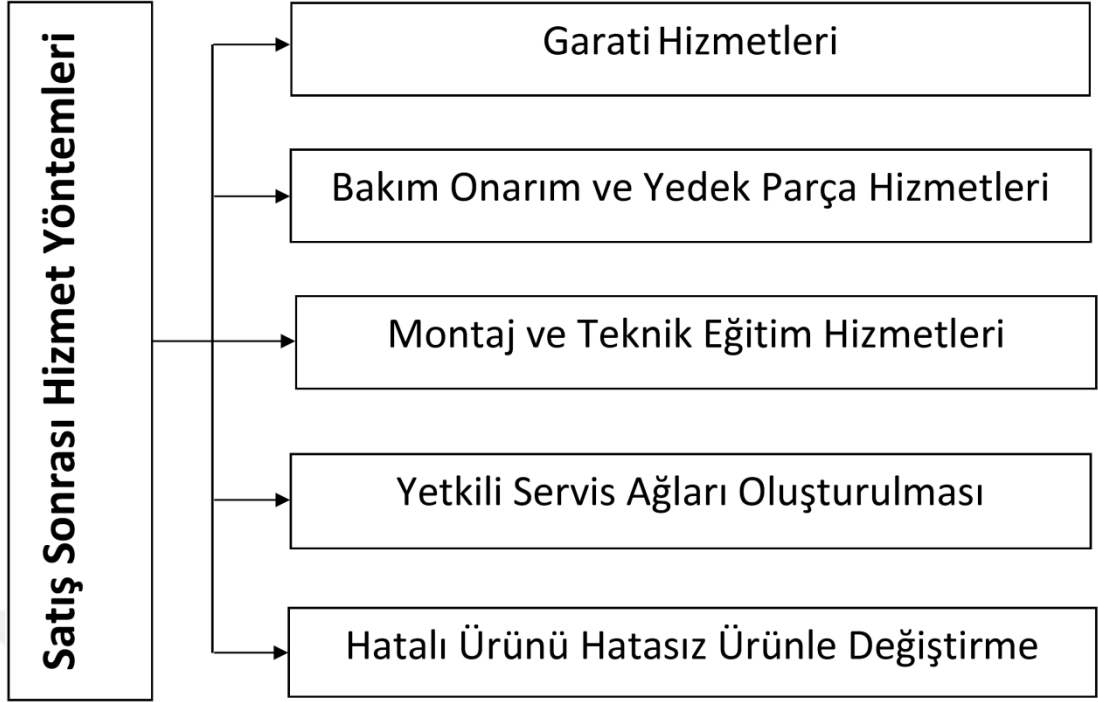 Satış Sonrası Hizmet Yöntemleri
Garati Hizmetleri
Bakım Onarım ve Yedek Parça Hizmetleri
Montaj ve Teknik Eğitim Hizmetleri
Yetkili Servis Ağları Oluşturulması
Hatalı Ürünü Hatasız Ürünle Değiştirme